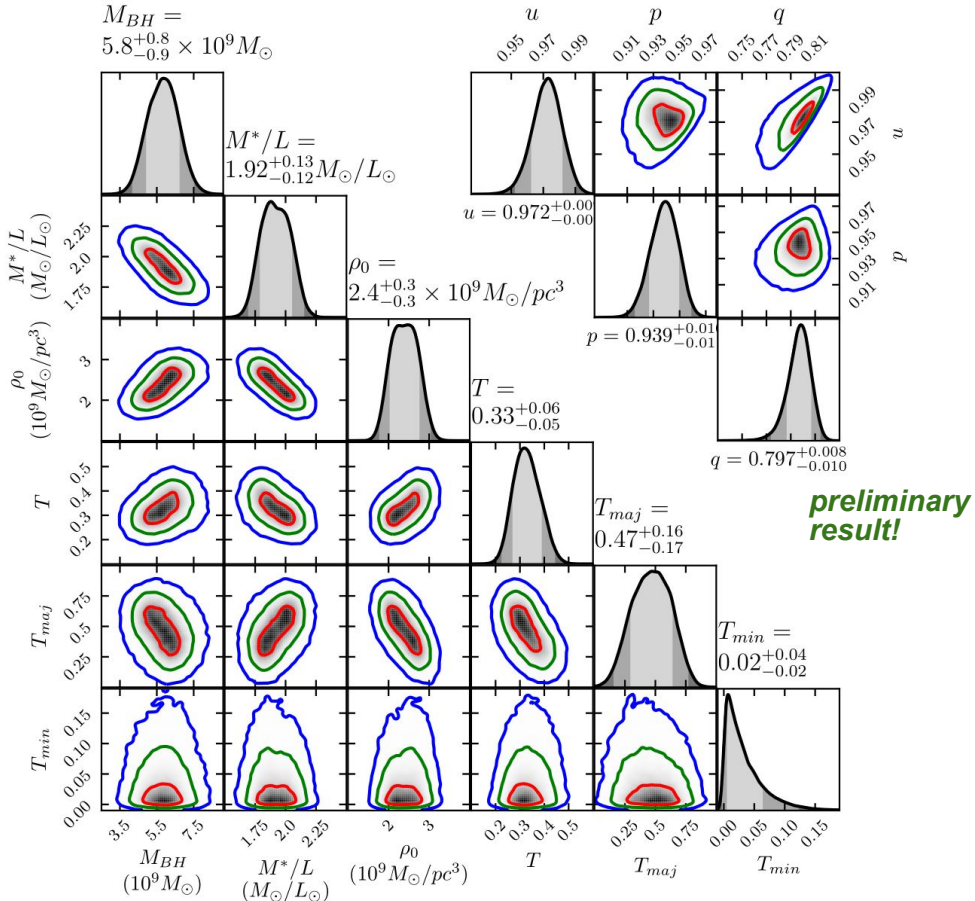 M_{BH} =
5.8^{+0.8}_{-0.9} × 10^9 M_⊙
u
p
q
0.95 0.97 0.99
0.91 0.93 0.95 0.97
0.75 0.77 0.79 0.81
M*/L =
1.92^{+0.13}_{-0.12} M_⊙/L_⊙
0.99
0.97
0.95
u
u = 0.972^{+0.00}_{-0.00}
M*/L
(M_⊙/L_⊙)
2.25
2.0
1.75
ρ_0 =
2.4^{+0.3}_{-0.3} × 10^9 M_⊙/pc^3
0.97
0.95
0.93
0.91
p
p = 0.939^{+0.010}_{-0.01}
ρ_0
(10^9 M_⊙/pc^3)
3
2
T =
0.33^{+0.06}_{-0.05}
q = 0.797^{+0.008}_{-0.010}
T
0.5
0.4
0.3
0.2
T_{maj} =
0.47^{+0.16}_{-0.17}
preliminary
result!
T_{maj}
0.75
0.50
0.25
T_{min} =
0.02^{+0.04}_{-0.02}
T_{min}
0.15
0.10
0.05
0.00
3.5 5.5 7.5
1.75 2.0 2.25
2 3
0.2 0.3 0.4 0.5
0.25 0.50 0.75
0.00 0.05 0.10 0.15
M_{BH}
(10^9 M_⊙)
M*/L
(M_⊙/L_⊙)
ρ_0
(10^9 M_⊙/pc^3)
T
T_{maj}
T_{min}